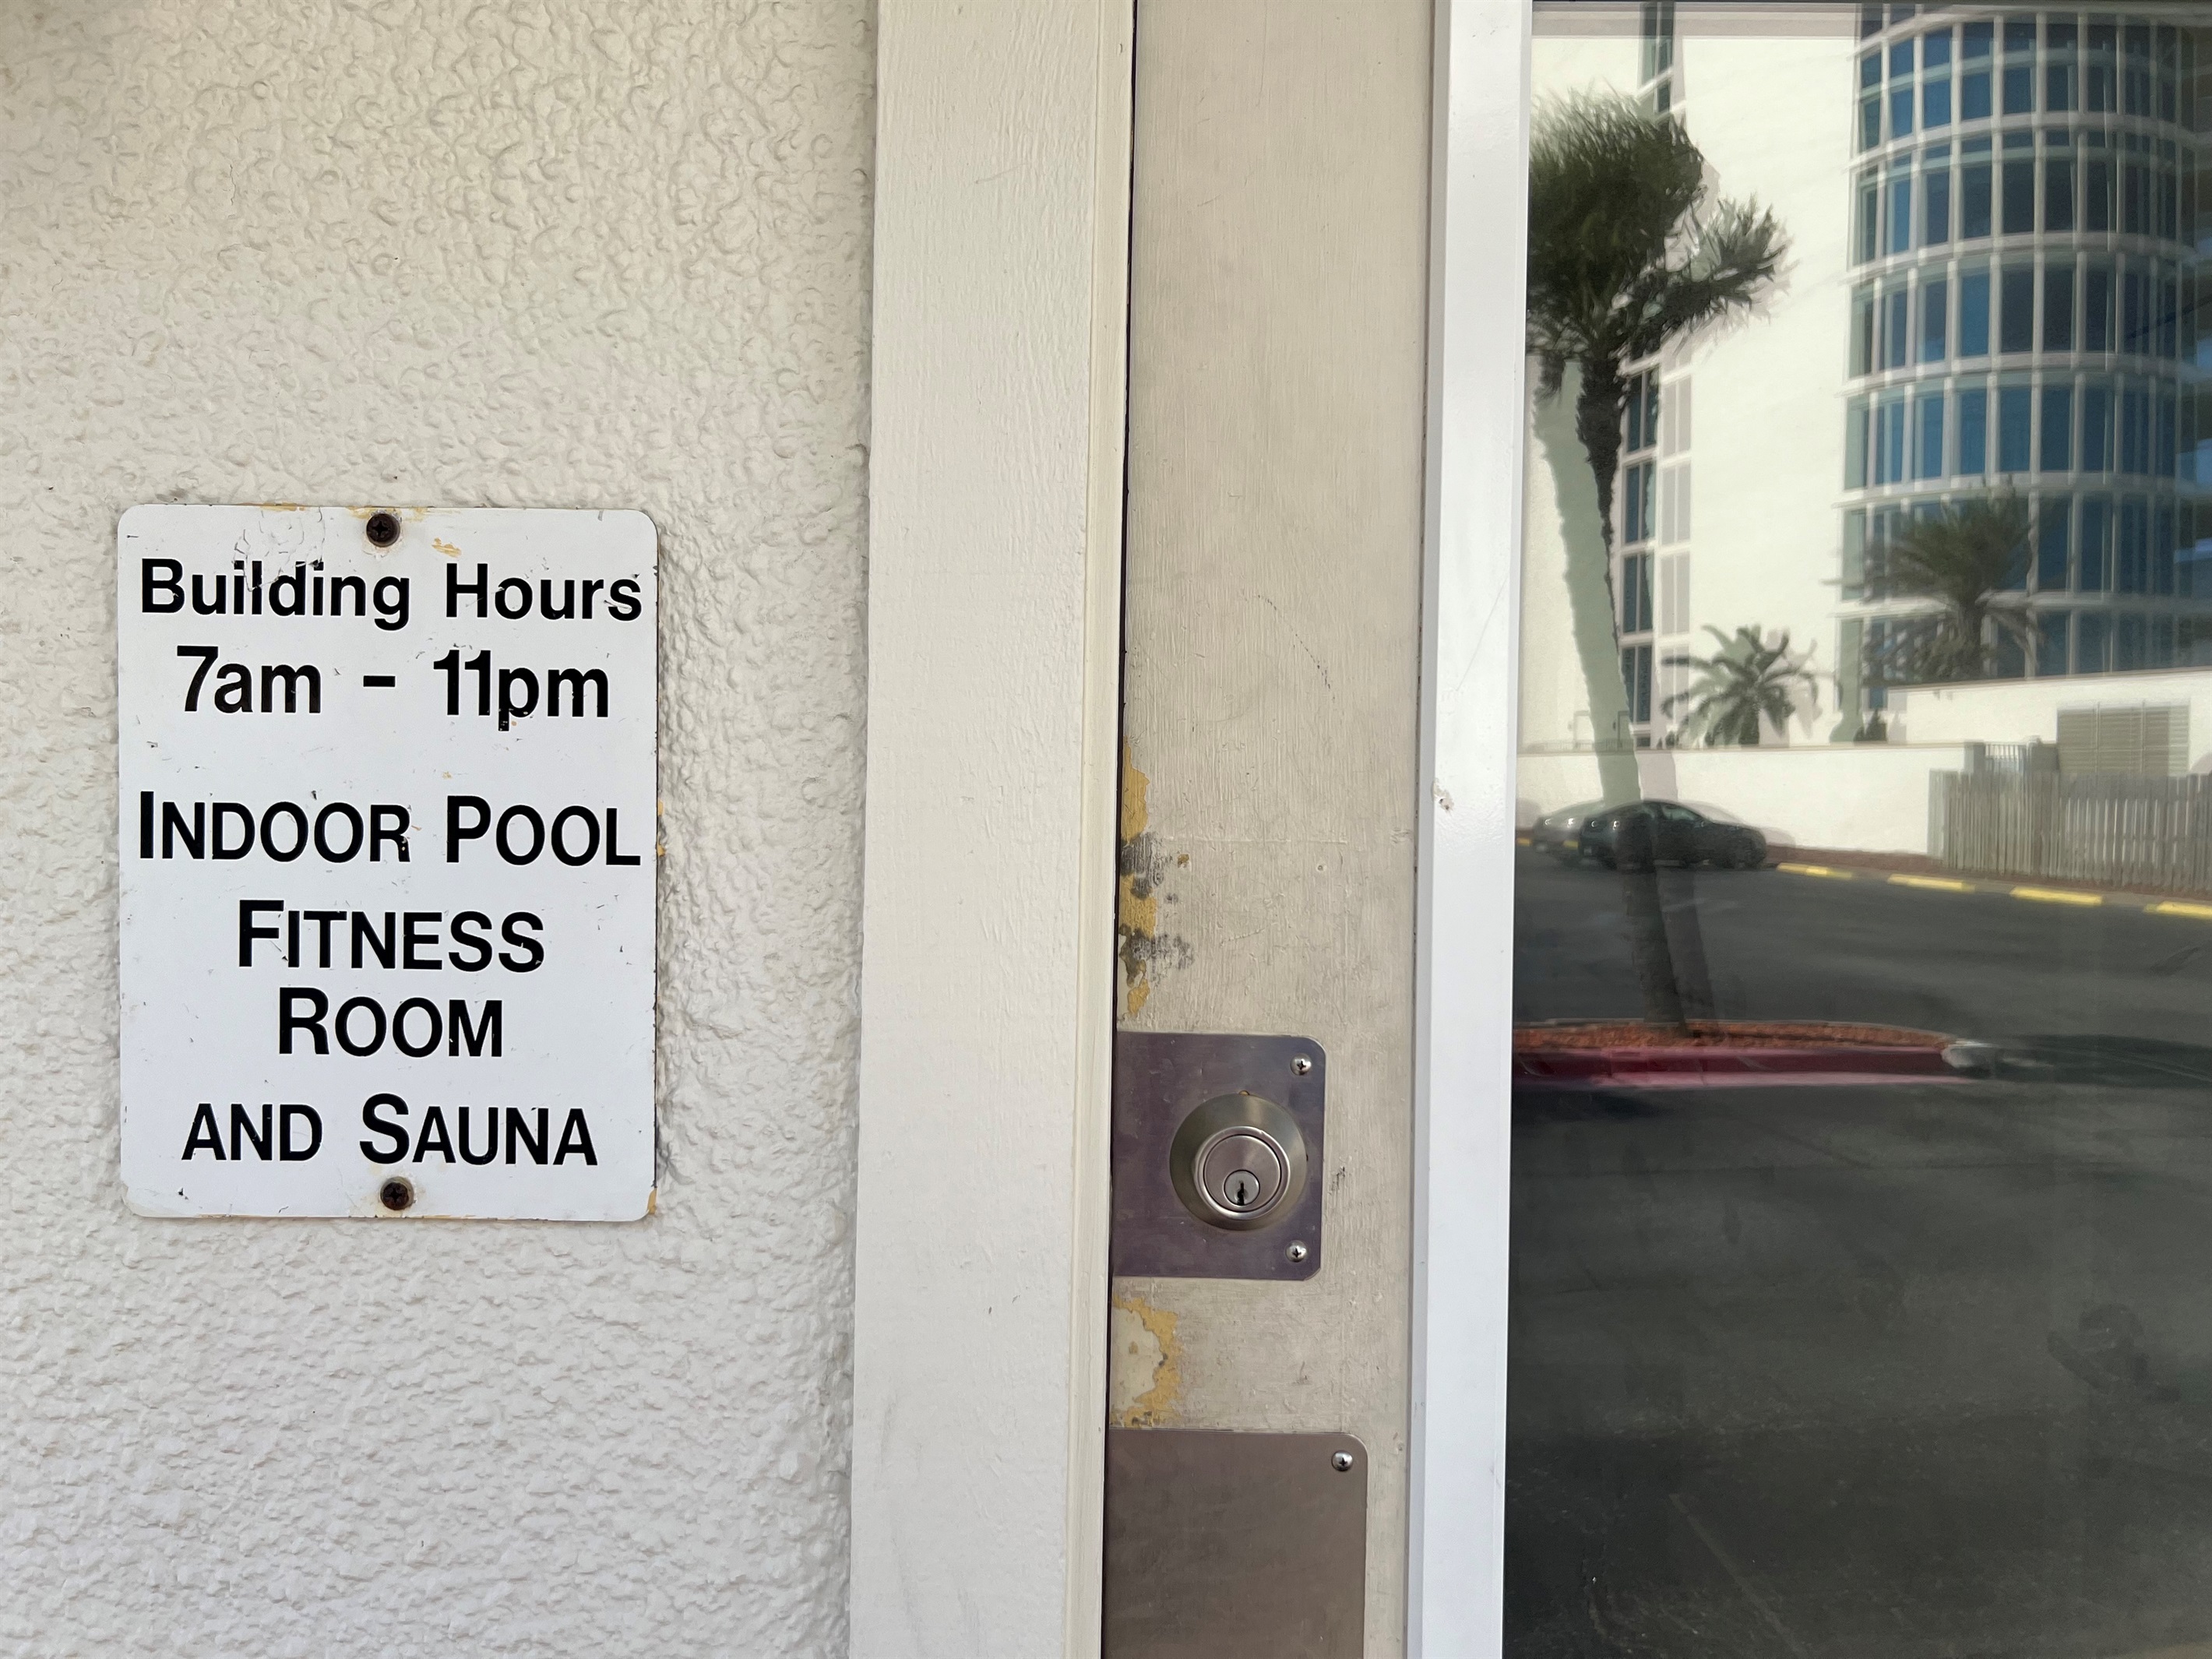 Building Hours
7am - 11pm
INDOOR POOL
FITNESS
ROOM
AND SAUNA